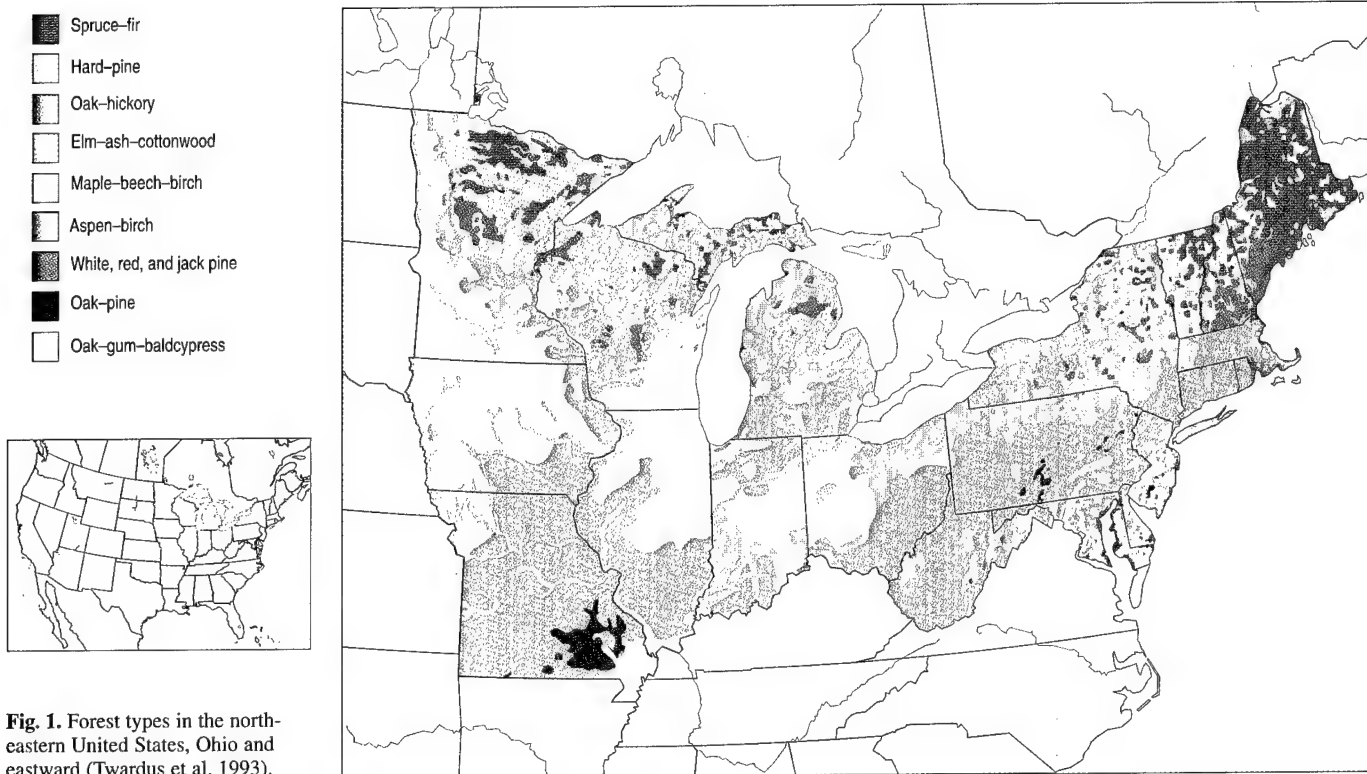 Spruce–fir
Hard-pine
Oak–hickory
Elm–ash–cottonwood
Maple–beech–birch
Aspen–birch
White, red, and jack pine
Oak–pine
Oak–gum–baldcypress
Fig. 1. Forest types in the north-
eastern United States, Ohio and
eastward (Twardus et al. 1993).